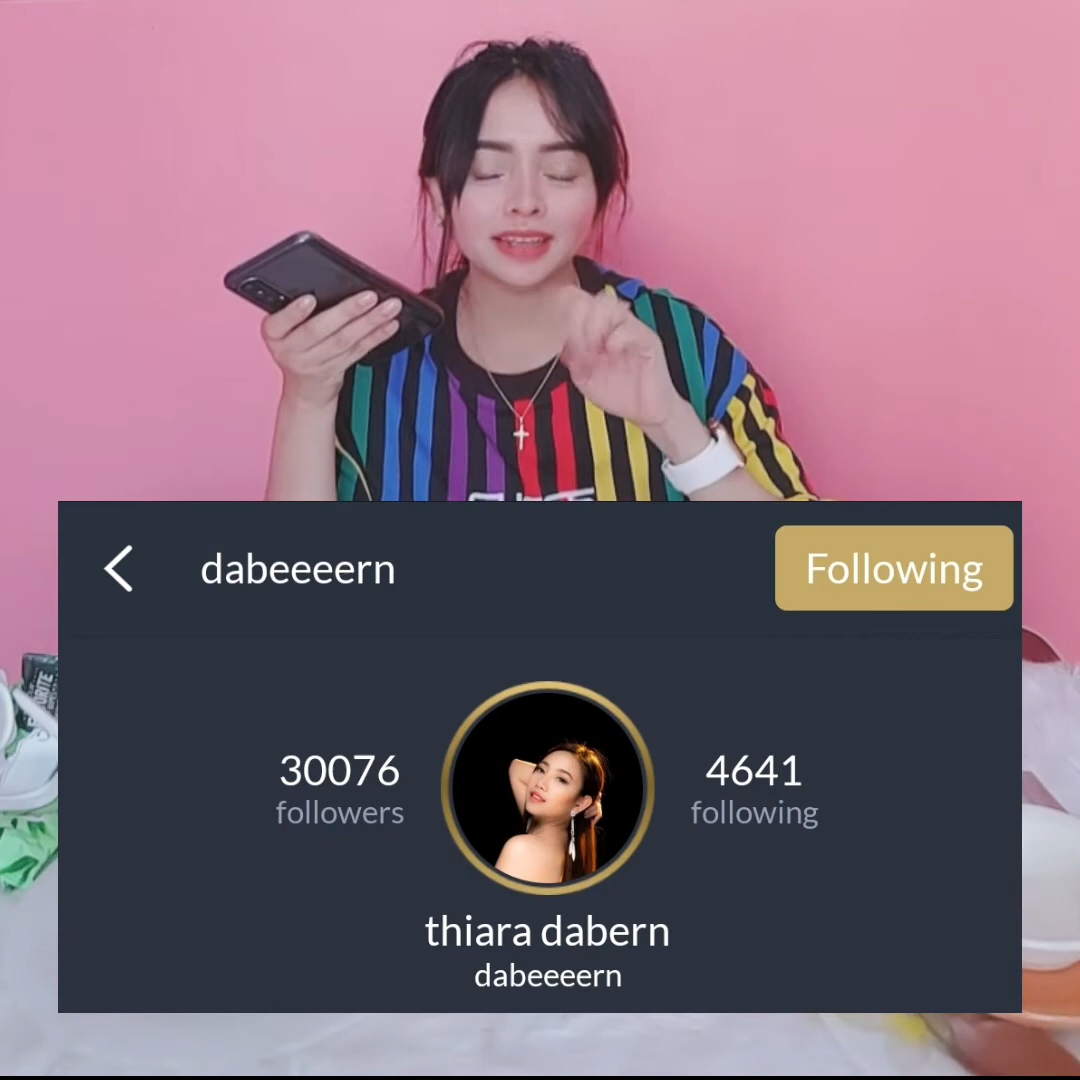 dabeeeern
Following
30076
followers
4641
following
thiara dabern
dabeeeern